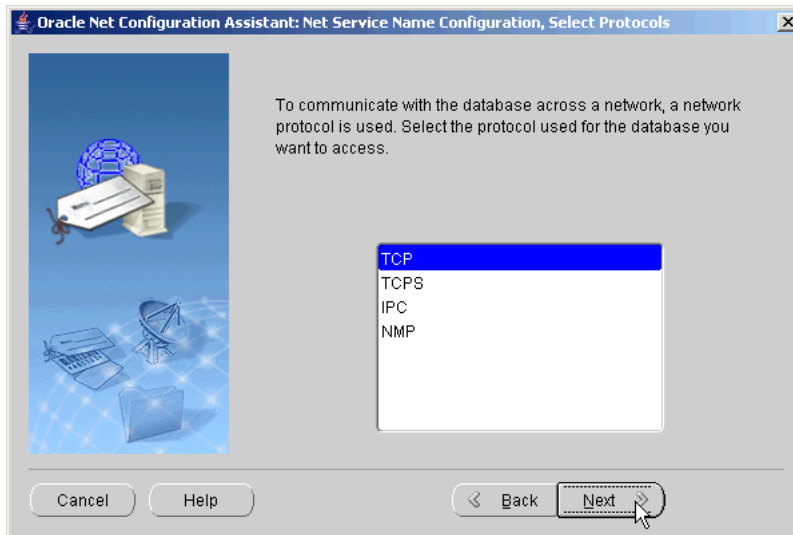 Oracle Net Configuration Assistant: Net Service Name Configuration, Select Protocols
To communicate with the database across a network, a network
protocol is used. Select the protocol used for the database you
want to access.
TCP
TCPS
IPC
NMP
Cancel
Help
Back
Next